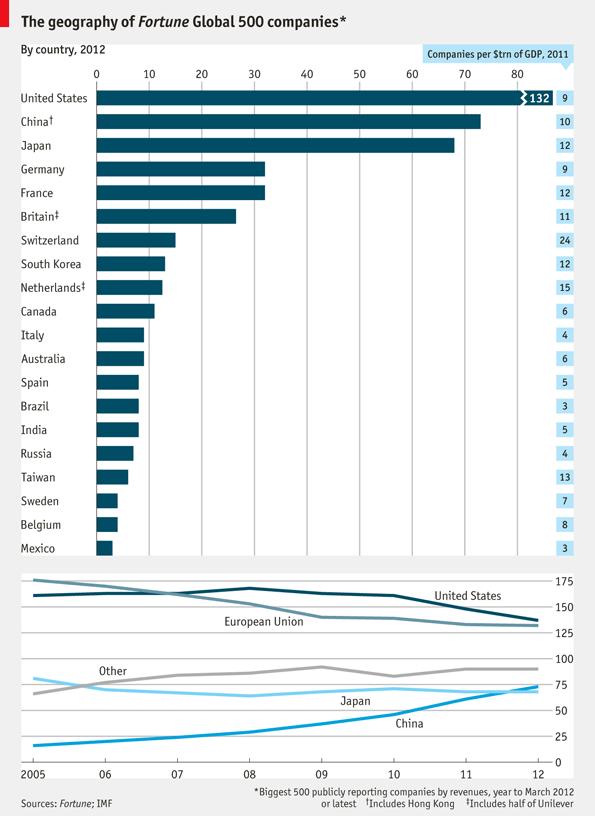 The geography of Fortune Global 500 companies*
By country, 2012
Companies per $trn of GDP, 2011
0 10 20 30 40 50 60 70 80
United States 132 9
China† 10
Japan 12
Germany 9
France 12
Britain‡ 11
Switzerland 24
South Korea 12
Netherlands‡ 15
Canada 6
Italy 4
Australia 6
Spain 5
Brazil 3
India 5
Russia 4
Taiwan 13
Sweden 7
Belgium 8
Mexico 3
175
United States
150
European Union
125
100
Other
75
Japan
50
China
25
0
2005 06 07 08 09 10 11 12
*Biggest 500 publicly reporting companies by revenues, year to March 2012
Sources: Fortune; IMF or latest †Includes Hong Kong ‡Includes half of Unilever